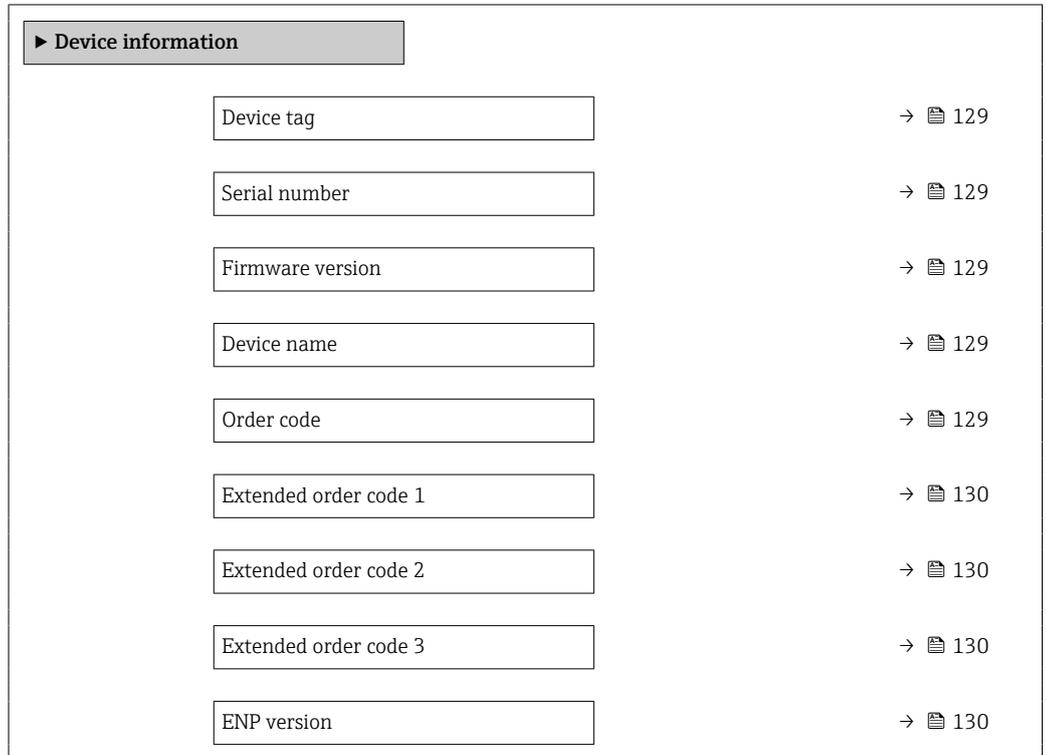 ► Device information
Device tag → 🖹 129
Serial number → 🖹 129
Firmware version → 🖹 129
Device name → 🖹 129
Order code → 🖹 129
Extended order code 1 → 🖹 130
Extended order code 2 → 🖹 130
Extended order code 3 → 🖹 130
ENP version → 🖹 130